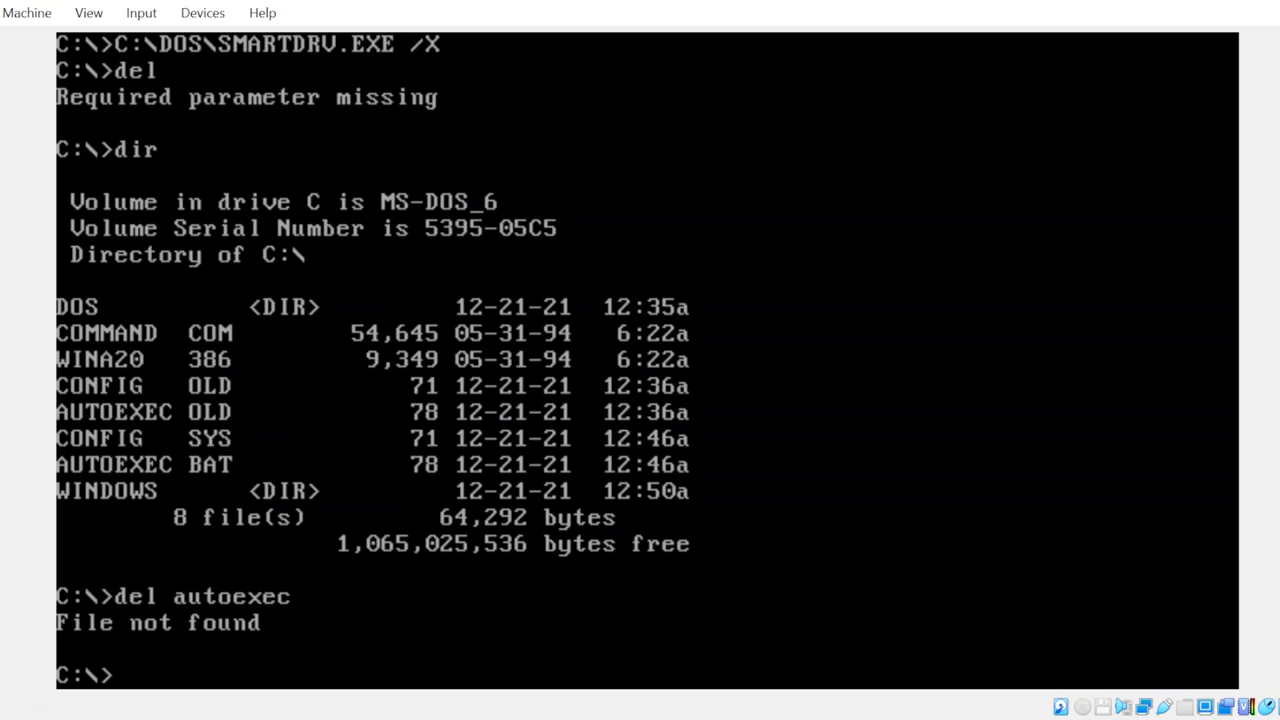 Machine View Input Devices Help
C:\>C:\DOS\SMARTDRV.EXE /X
C:\>del
Required parameter missing
C:\>dir
Volume in drive C is MS-DOS_6
Volume Serial Number is 5395-05C5
Directory of C:\
DOS <DIR> 12-21-21 12:35a
COMMAND COM 54,645 05-31-94 6:22a
WINA20 386 9,349 05-31-94 6:22a
CONFIG OLD 71 12-21-21 12:36a
AUTOEXEC OLD 78 12-21-21 12:36a
CONFIG SYS 71 12-21-21 12:46a
AUTOEXEC BAT 78 12-21-21 12:46a
WINDOWS <DIR> 12-21-21 12:50a
8 file(s) 64,292 bytes
1,065,025,536 bytes free
C:\>del autoexec
File not found
C:\>